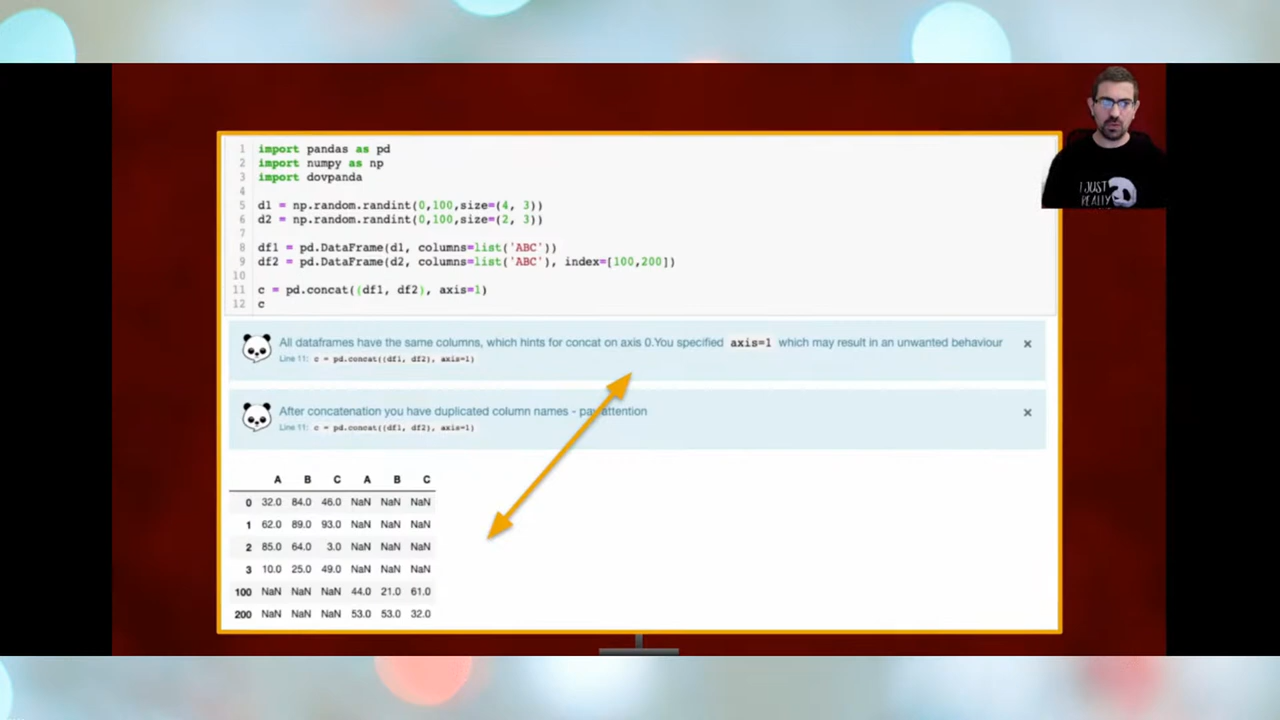 1 import pandas as pd
2 import numpy as np
3 import dovpanda
4
5 d1 = np.random.randint(0,100,size=(4, 3))
6 d2 = np.random.randint(0,100,size=(2, 3))
7
8 df1 = pd.DataFrame(d1, columns=list('ABC'))
9 df2 = pd.DataFrame(d2, columns=list('ABC'), index=[100,200])
10
11 c = pd.concat((df1, df2), axis=1)
12 c
All dataframes have the same columns, which hints for concat on axis 0.You specified axis=1 which may result in an unwanted behaviour ×
Line 11: c = pd.concat((df1, df2), axis=1)
After concatenation you have duplicated column names - pay attention ×
Line 11: c = pd.concat((df1, df2), axis=1)
A B C A B C
0 32.0 84.0 46.0 NaN NaN NaN
1 62.0 89.0 93.0 NaN NaN NaN
2 85.0 64.0 3.0 NaN NaN NaN
3 10.0 25.0 49.0 NaN NaN NaN
100 NaN NaN NaN 44.0 21.0 61.0
200 NaN NaN NaN 53.0 53.0 32.0
I JUST
REALLY